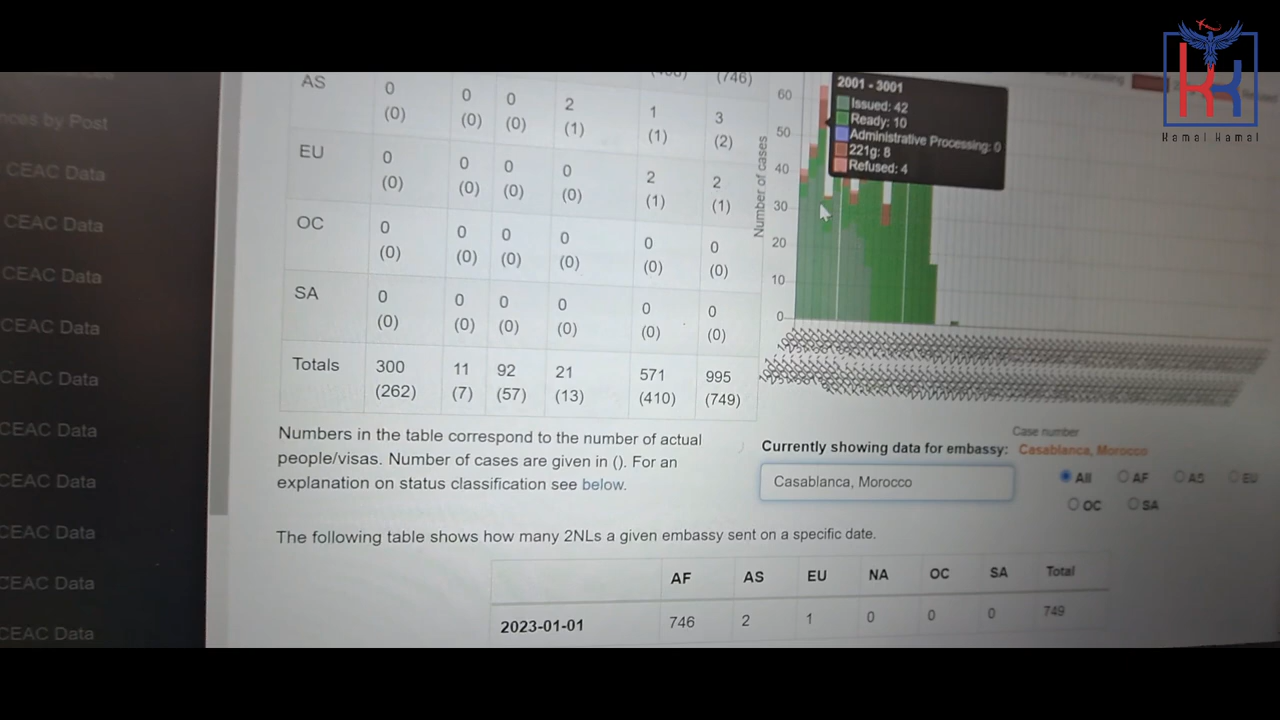 Kamal Kamal
nces by Post
CEAC Data
CEAC Data
CEAC Data
CEAC Data
CEAC Data
CEAC Data
CEAC Data
CEAC Data
CEAC Data
CEAC Data
(746)
AS 0 0 0 2 1 3
(0) (0) (0) (1) (1) (2)
EU 0 0 0 0 2 2
(0) (0) (0) (0) (1) (1)
OC 0 0 0 0 0 0
(0) (0) (0) (0) (0) (0)
SA 0 0 0 0 0 0
(0) (0) (0) (0) (0) (0)
Totals 300 11 92 21 571 995
(262) (7) (57) (13) (410) (749)
Numbers in the table correspond to the number of actual
people/visas. Number of cases are given in (). For an
explanation on status classification see below.
2001 - 3001
Issued: 42
Ready: 10
Administrative Processing: 0
221g: 8
Refused: 4
Number of cases
60
50
40
30
20
10
0
Case number
Currently showing data for embassy: Casablanca, Morocco
Casablanca, Morocco
All AF AS EU
OC SA
The following table shows how many 2NLs a given embassy sent on a specific date.
AF AS EU NA OC SA Total
2023-01-01 746 2 1 0 0 0 749